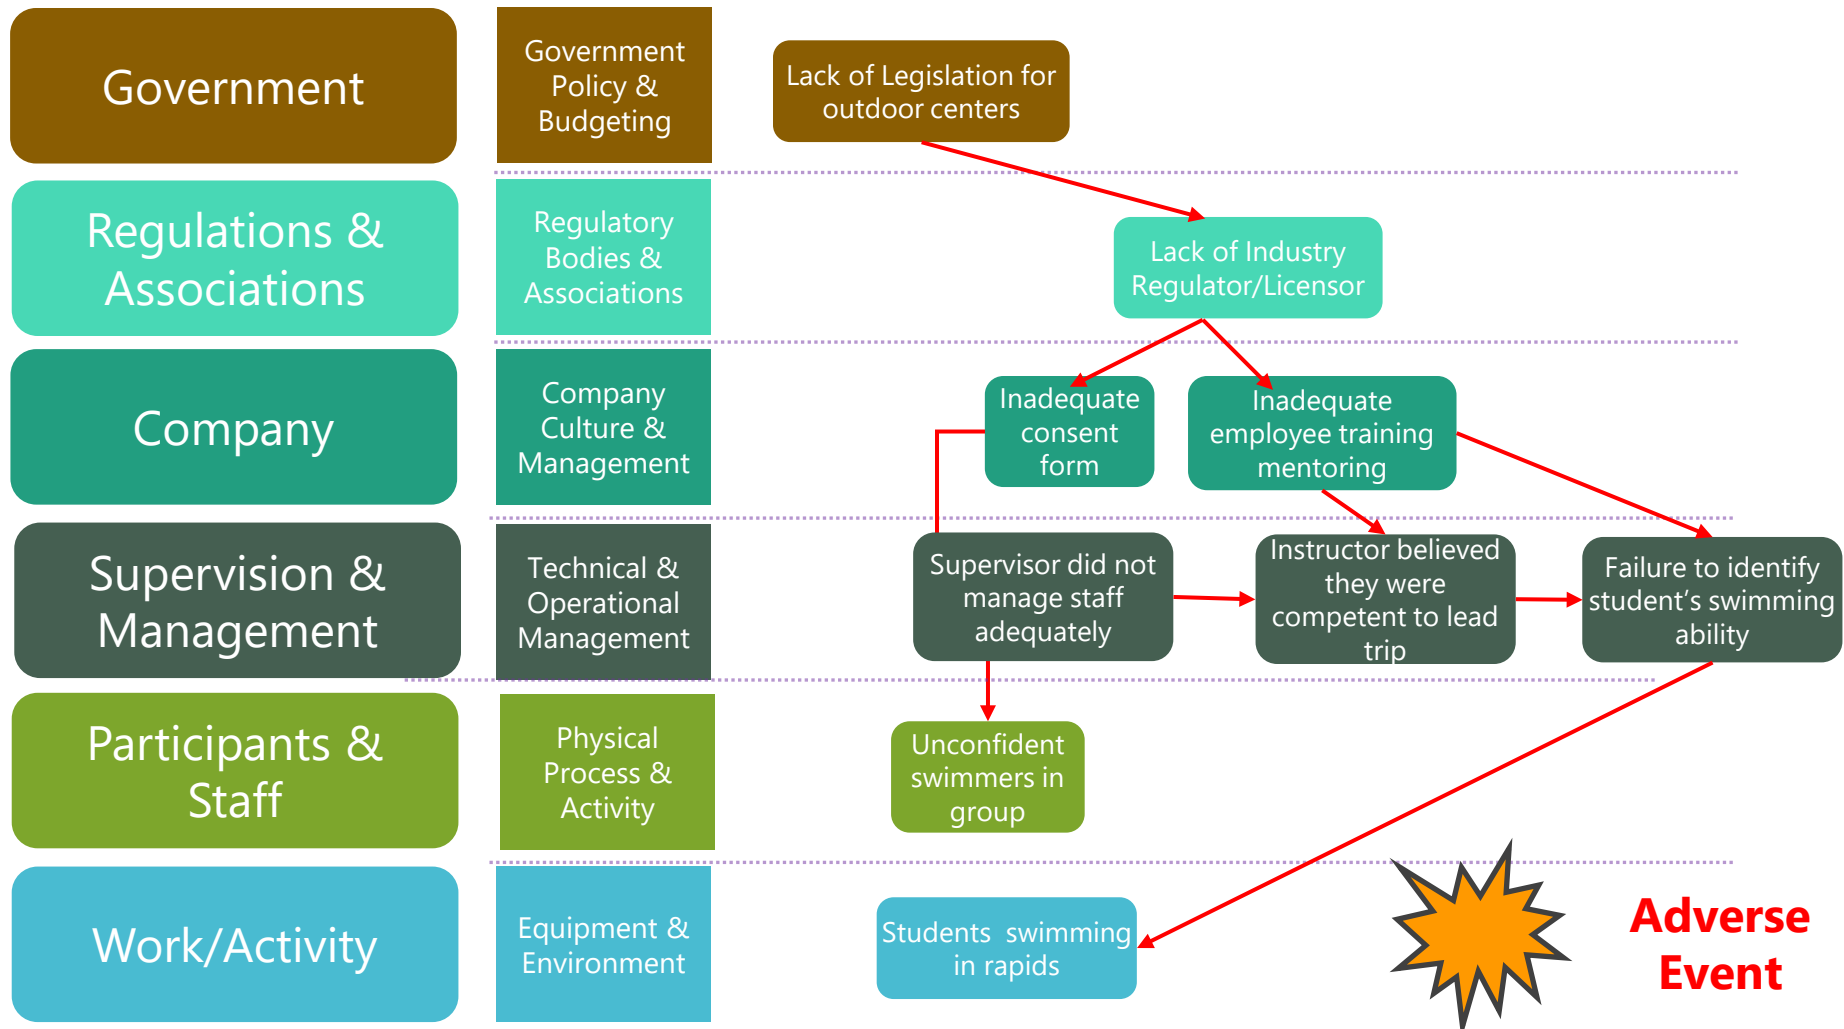 Government
Government
Policy &
Budgeting
Lack of Legislation for
outdoor centers
Regulations &
Associations
Regulatory
Bodies &
Associations
Lack of Industry
Regulator/Licensor
Company
Company
Culture &
Management
Inadequate
consent
form
Inadequate
employee training
mentoring
Supervision &
Management
Technical &
Operational
Management
Supervisor did not
manage staff
adequately
Instructor believed
they were
competent to lead
trip
Failure to identify
student’s swimming
ability
Participants &
Staff
Physical
Process &
Activity
Unconfident
swimmers in
group
Work/Activity
Equipment &
Environment
Students  swimming
in rapids
Adverse
Event